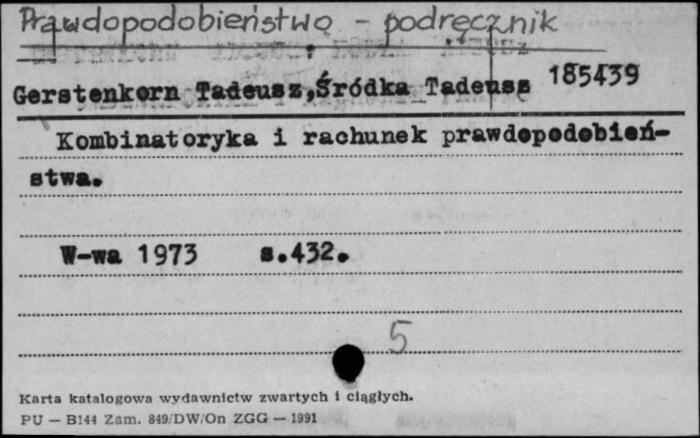 Prawdopodobieństwo - podręcznik
Gerstenkorn Tadeusz,Śródka Tadeusz 185439
Kombinatoryka i rachunek prawdopodobień-
stwa.
W-wa 1973 s.432.
5
Karta katalogowa wydawnictw zwartych i ciągłych.
PU — B144 Zam. 849/DW/On ZGG — 1991